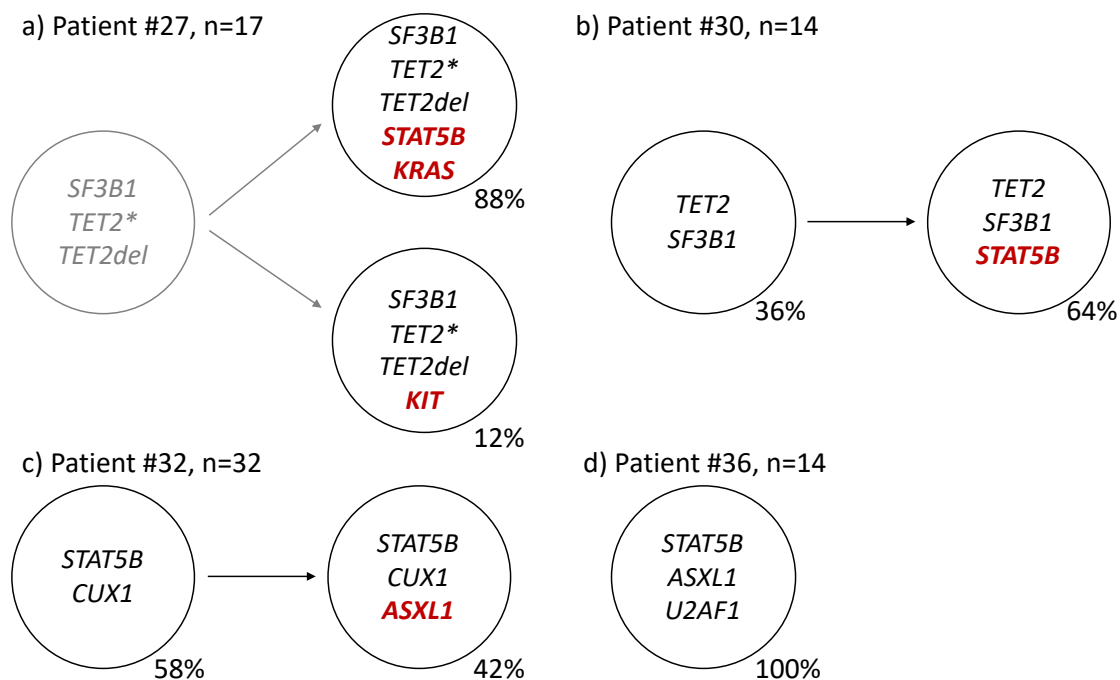 a) Patient #27, n=17
SF3B1
TET2*
TET2del
SF3B1
TET2*
TET2del
STAT5B
KRAS
88%
SF3B1
TET2*
TET2del
KIT
12%
b) Patient #30, n=14
TET2
SF3B1
36%
TET2
SF3B1
STAT5B
64%
c) Patient #32, n=32
STAT5B
CUX1
58%
STAT5B
CUX1
ASXL1
42%
d) Patient #36, n=14
STAT5B
ASXL1
U2AF1
100%